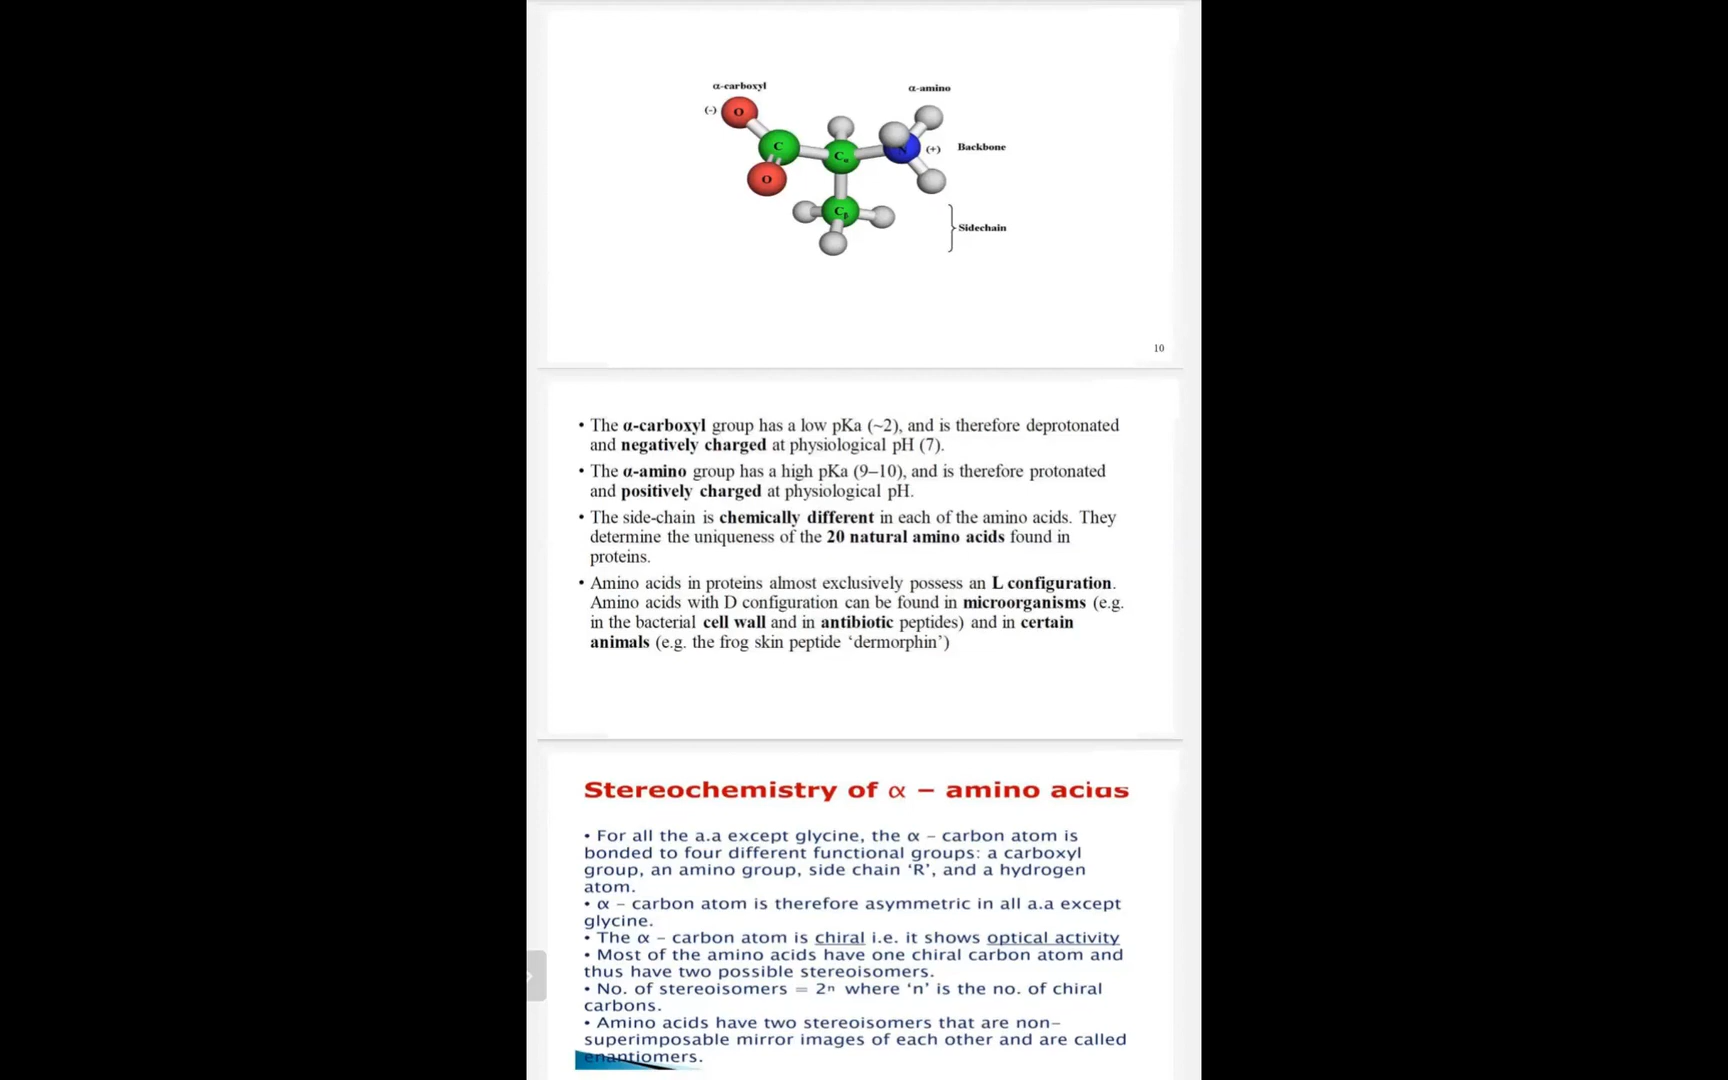 α-carboxyl
α-amino
(-) O
C
Cα
(+)
Backbone
O
Cβ
Sidechain
10
• The α-carboxyl group has a low pKa (~2), and is therefore deprotonated
and negatively charged at physiological pH (7).
• The α-amino group has a high pKa (9–10), and is therefore protonated
and positively charged at physiological pH.
• The side-chain is chemically different in each of the amino acids. They
determine the uniqueness of the 20 natural amino acids found in
proteins.
• Amino acids in proteins almost exclusively possess an L configuration.
Amino acids with D configuration can be found in microorganisms (e.g.
in the bacterial cell wall and in antibiotic peptides) and in certain
animals (e.g. the frog skin peptide ‘dermorphin’)
Stereochemistry of α – amino acids
• For all the a.a except glycine, the α – carbon atom is
bonded to four different functional groups: a carboxyl
group, an amino group, side chain ‘R’, and a hydrogen
atom.
• α – carbon atom is therefore asymmetric in all a.a except
glycine.
• The α – carbon atom is chiral i.e. it shows optical activity
• Most of the amino acids have one chiral carbon atom and
thus have two possible stereoisomers.
• No. of stereoisomers = 2ⁿ where ‘n’ is the no. of chiral
carbons.
• Amino acids have two stereoisomers that are non–
superimposable mirror images of each other and are called
enantiomers.